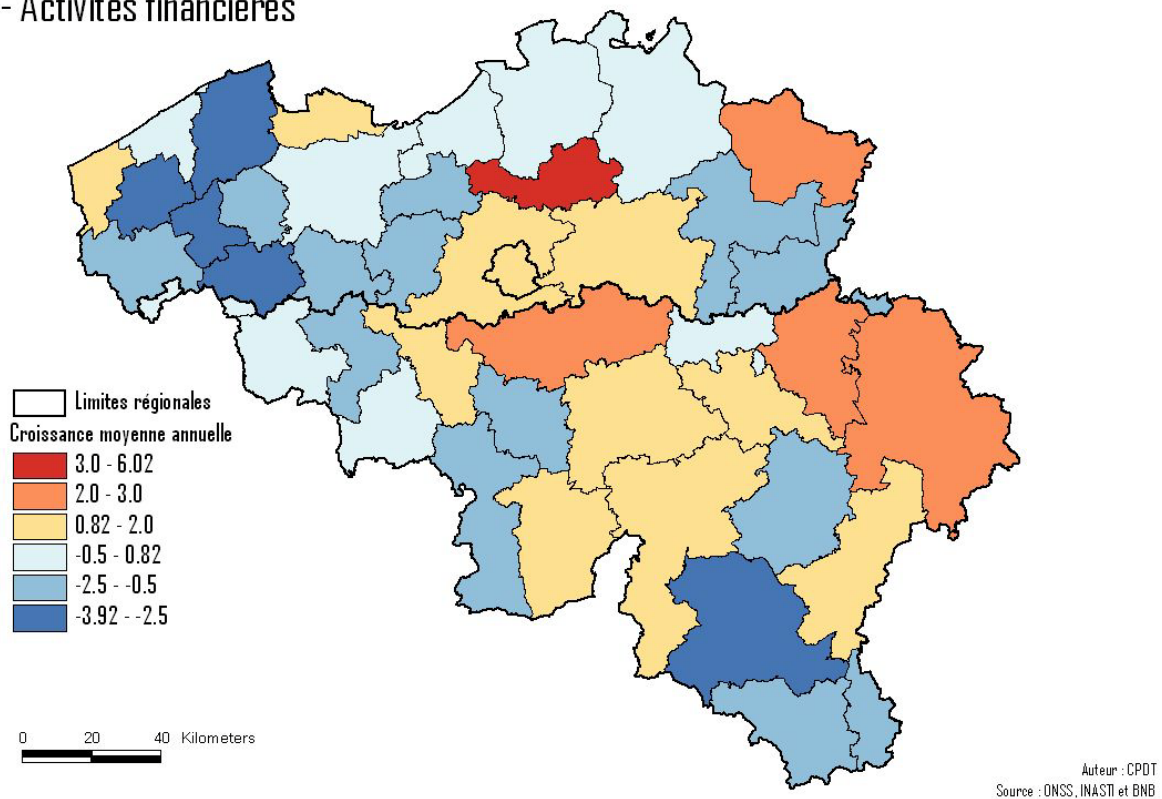 - Activités financières
Limites régionales
Croissance moyenne annuelle
3.0 - 6.02
2.0 - 3.0
0.82 - 2.0
-0.5 - 0.82
-2.5 - -0.5
-3.92 - -2.5
0 20 40 Kilometers
Auteur : CPDT
Source : ONSS, INASTI et BNB